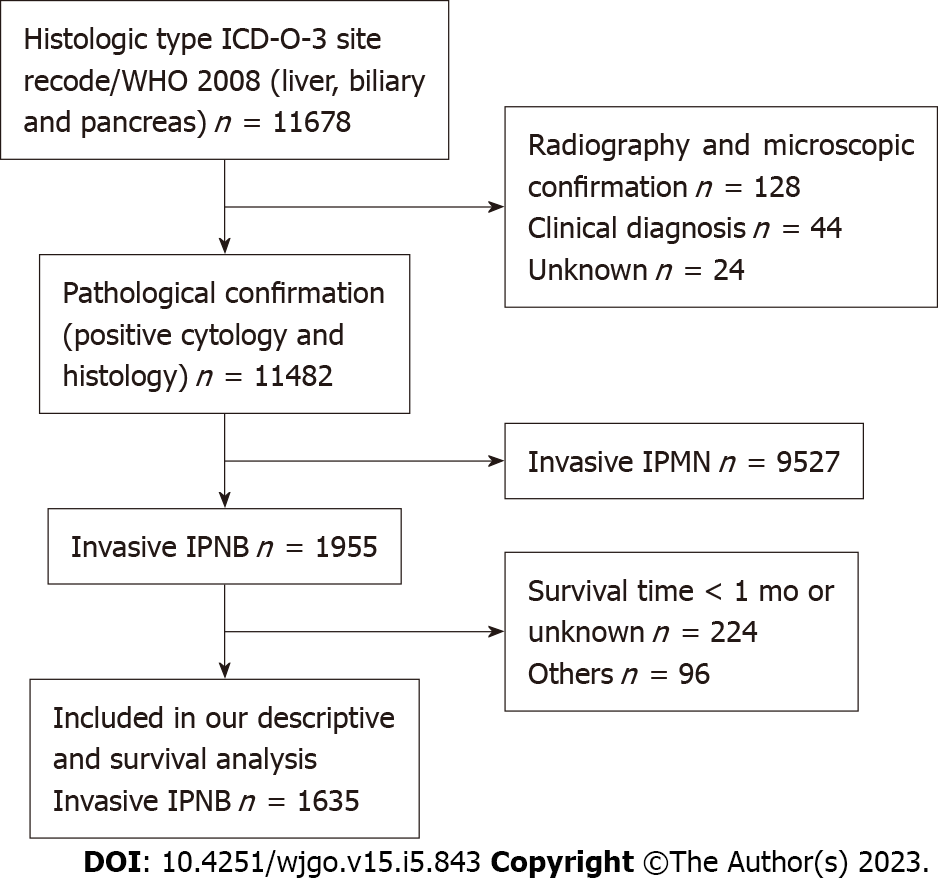 Histologic type ICD-O-3 site
recode/WHO 2008 (liver, biliary
and pancreas) n = 11678
Radiography and microscopic
confirmation n = 128
Clinical diagnosis n = 44
Unknown n = 24
Pathological confirmation
(positive cytology and
histology) n = 11482
Invasive IPMN n = 9527
Invasive IPNB n = 1955
Survival time < 1 mo or
unknown n = 224
Others n = 96
Included in our descriptive
and survival analysis
Invasive IPNB n = 1635
DOI: 10.4251/wjgo.v15.i5.843 Copyright ©The Author(s) 2023.